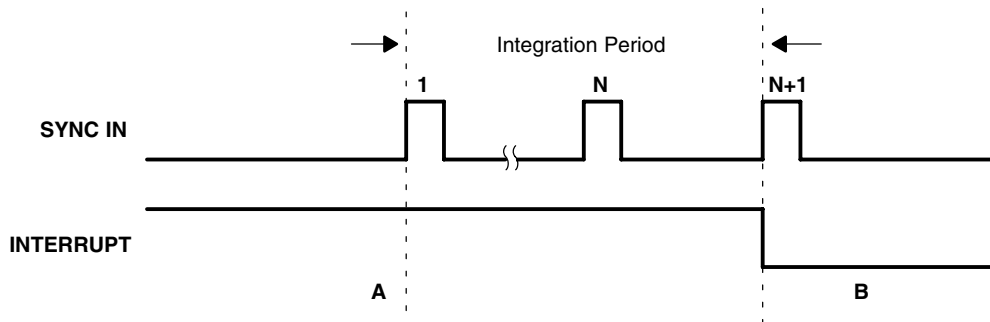 Integration Period
1 N N+1
SYNC IN
INTERRUPT
A B